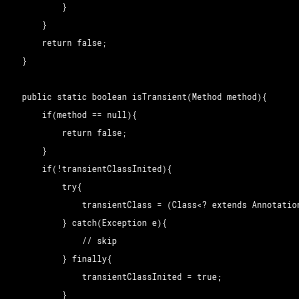 }
}
return false;
}
public static boolean isTransient(Method method){
if(method == null){
return false;
}
if(!transientClassInited){
try{
transientClass = (Class<? extends Annotation
} catch(Exception e){
// skip
} finally{
transientClassInited = true;
}